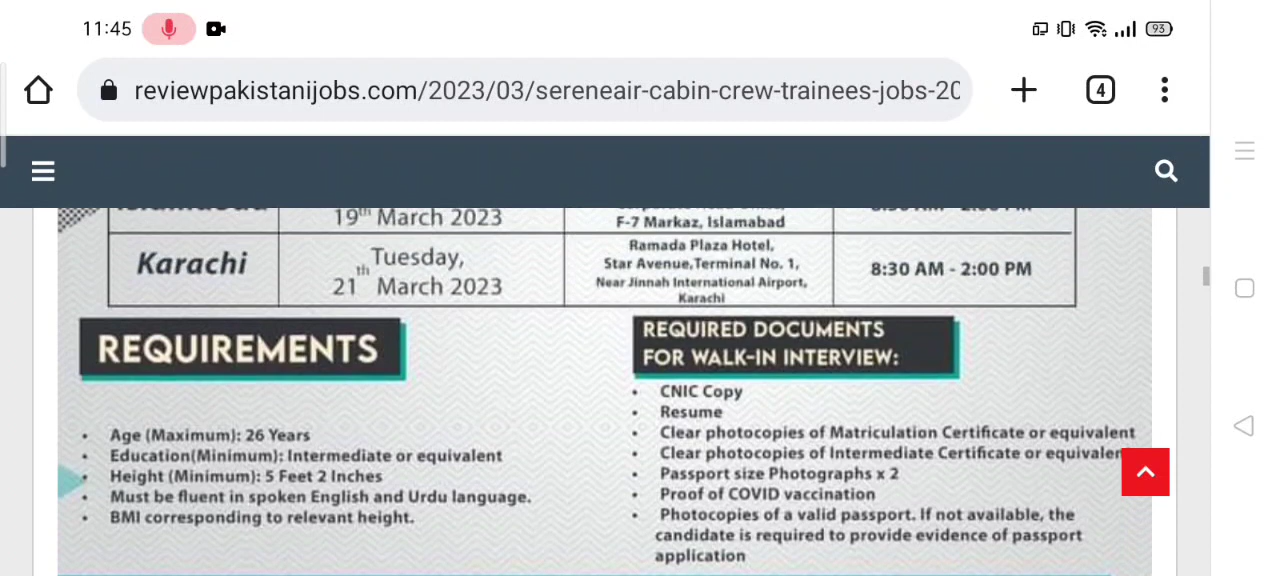 11:45
93
reviewpakistanijobs.com/2023/03/sereneair-cabin-crew-trainees-jobs-20
4
19th March 2023
F-7 Markaz, Islamabad
Karachi
Tuesday,
21th March 2023
Ramada Plaza Hotel,
Star Avenue,Terminal No. 1,
Near Jinnah International Airport,
Karachi
8:30 AM - 2:00 PM
REQUIREMENTS
Age (Maximum): 26 Years
Education(Minimum): Intermediate or equivalent
Height (Minimum): 5 Feet 2 Inches
Must be fluent in spoken English and Urdu language.
BMI corresponding to relevant height.
REQUIRED DOCUMENTS
FOR WALK-IN INTERVIEW:
CNIC Copy
Resume
Clear photocopies of Matriculation Certificate or equivalent
Clear photocopies of Intermediate Certificate or equivalen
Passport size Photographs x 2
Proof of COVID vaccination
Photocopies of a valid passport. If not available, the
candidate is required to provide evidence of passport
application